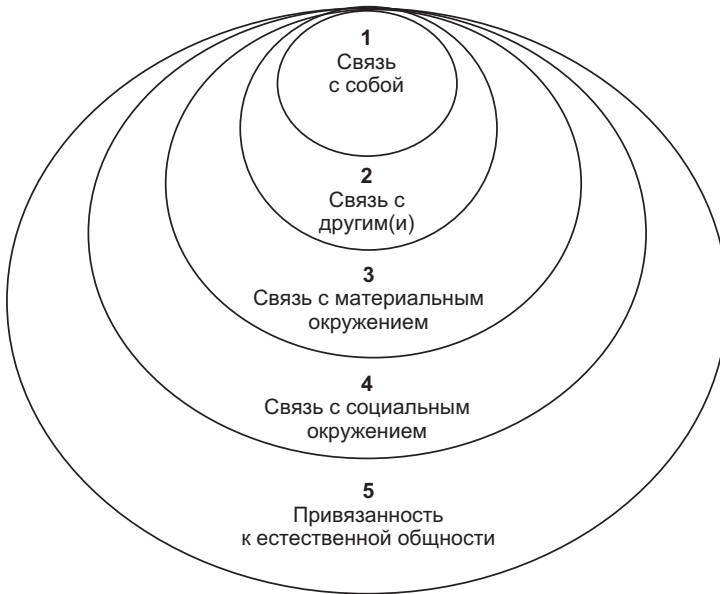 1
Связь
с собой
2
Связь с
другим(и)
3
Связь с материальным
окружением
4
Связь с социальным
окружением
5
Привязанность
к естественной общности